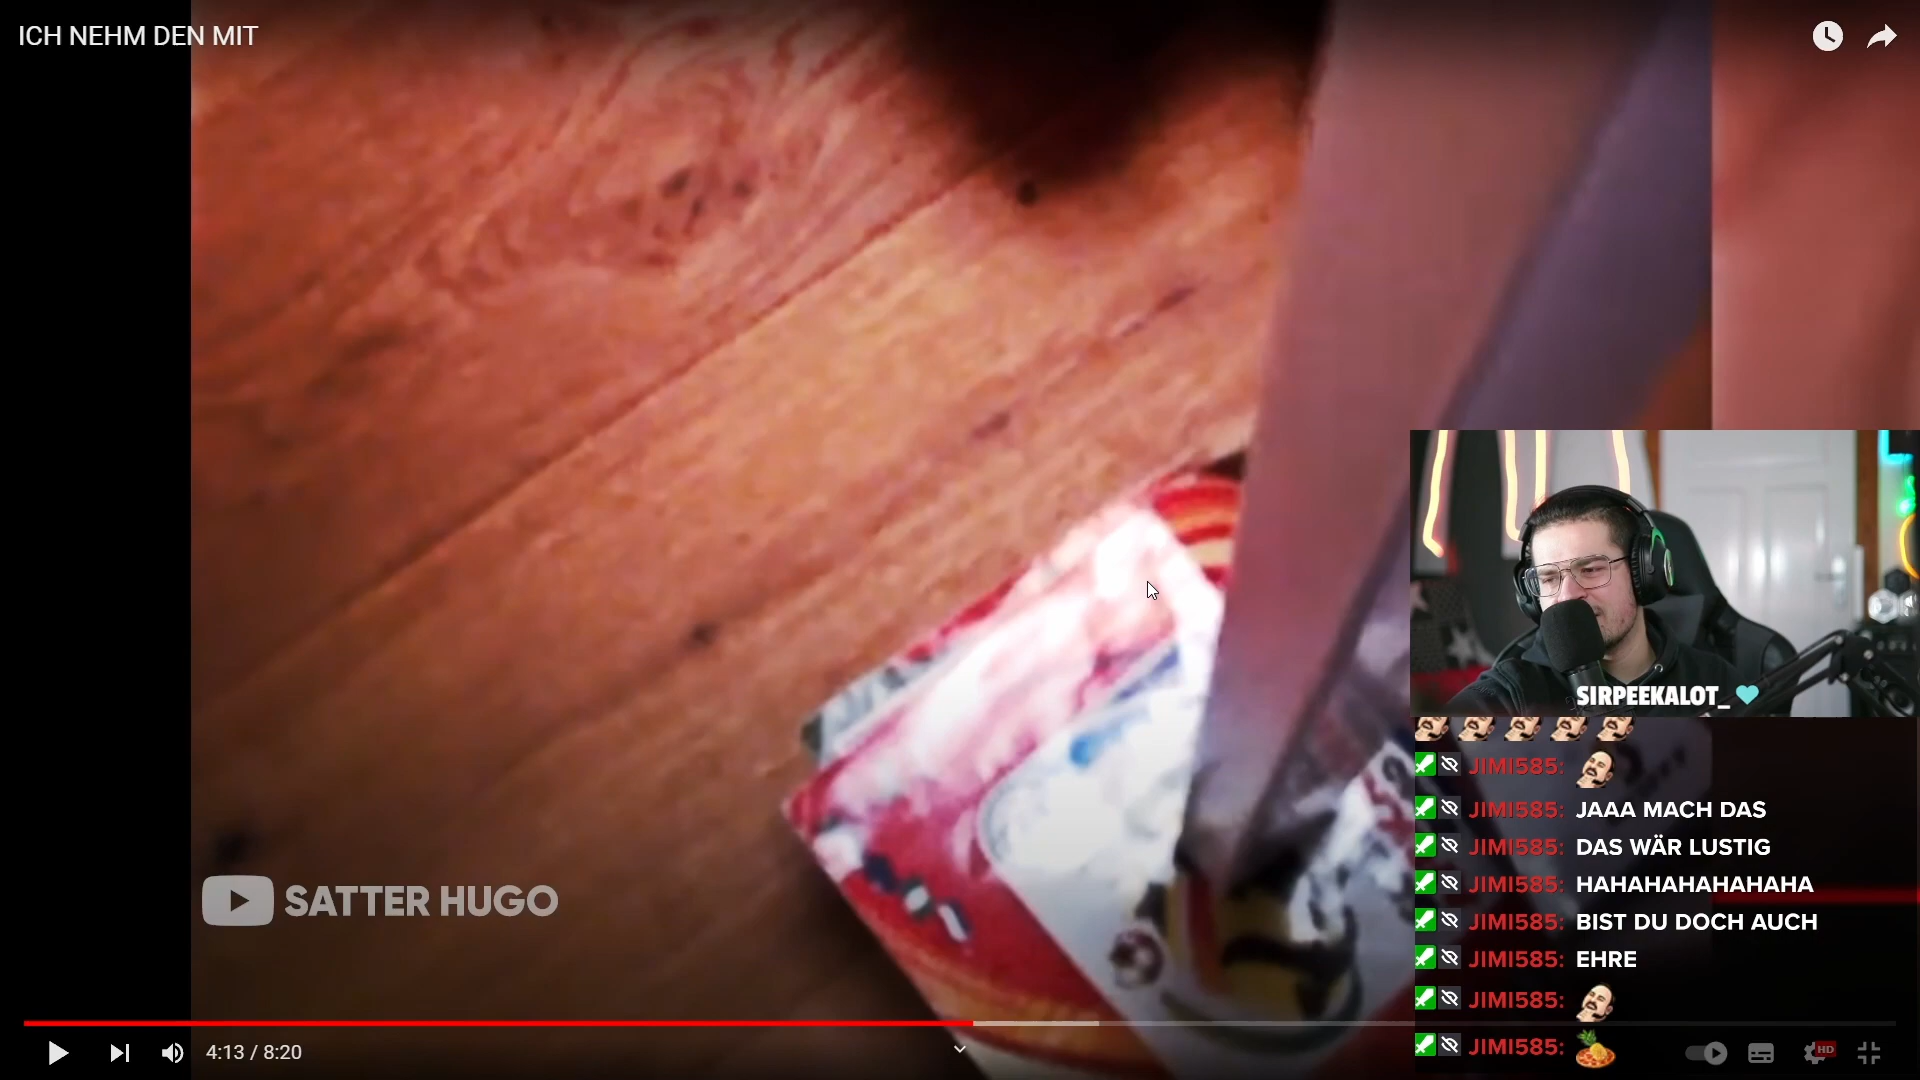 ICH NEHM DEN MIT
SIRPEEKALOT_
JIMI585:
JIMI585: JAAA MACH DAS
JIMI585: DAS WÄR LUSTIG
JIMI585: HAHAHAHAHAHAHA
JIMI585: BIST DU DOCH AUCH
JIMI585: EHRE
JIMI585:
JIMI585:
SATTER HUGO
4:13 / 8:20
HD